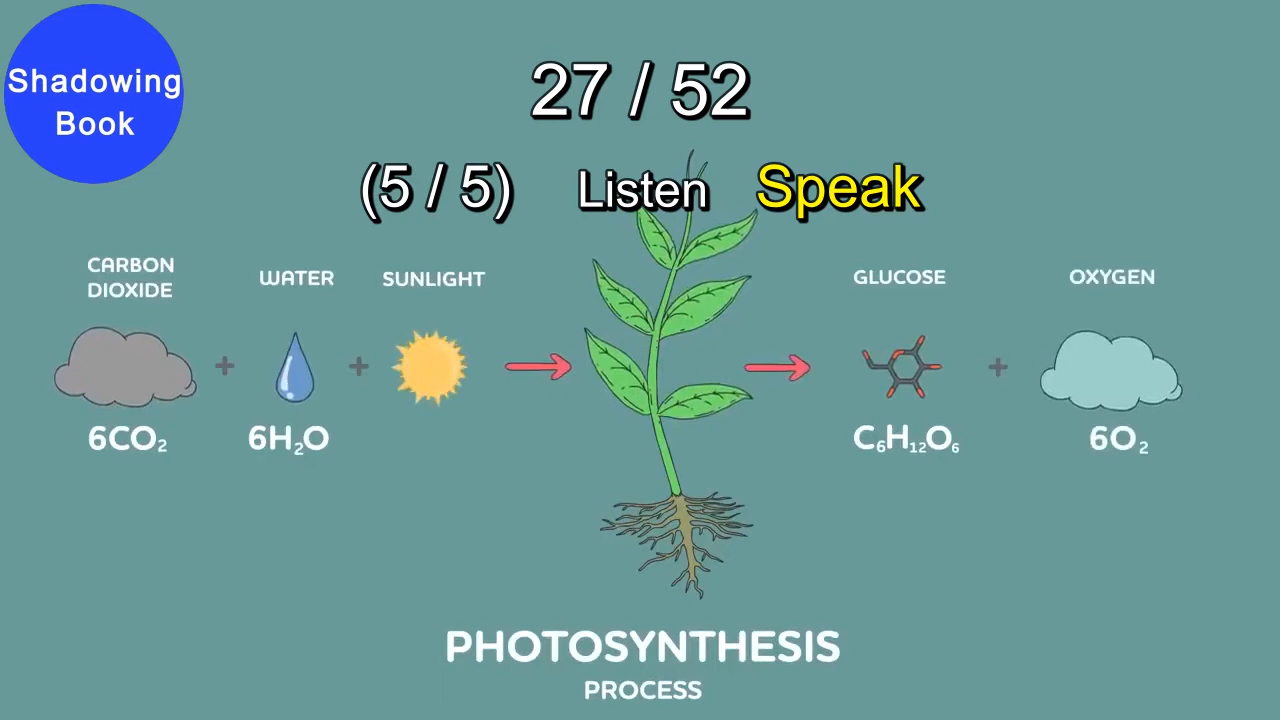 Shadowing
Book
27 / 52
(5 / 5) Listen Speak
CARBON
DIOXIDE
WATER
SUNLIGHT
GLUCOSE
OXYGEN
+ + +
6CO₂
6H₂O
C₆H₁₂O₆
6O₂
PHOTOSYNTHESIS
PROCESS